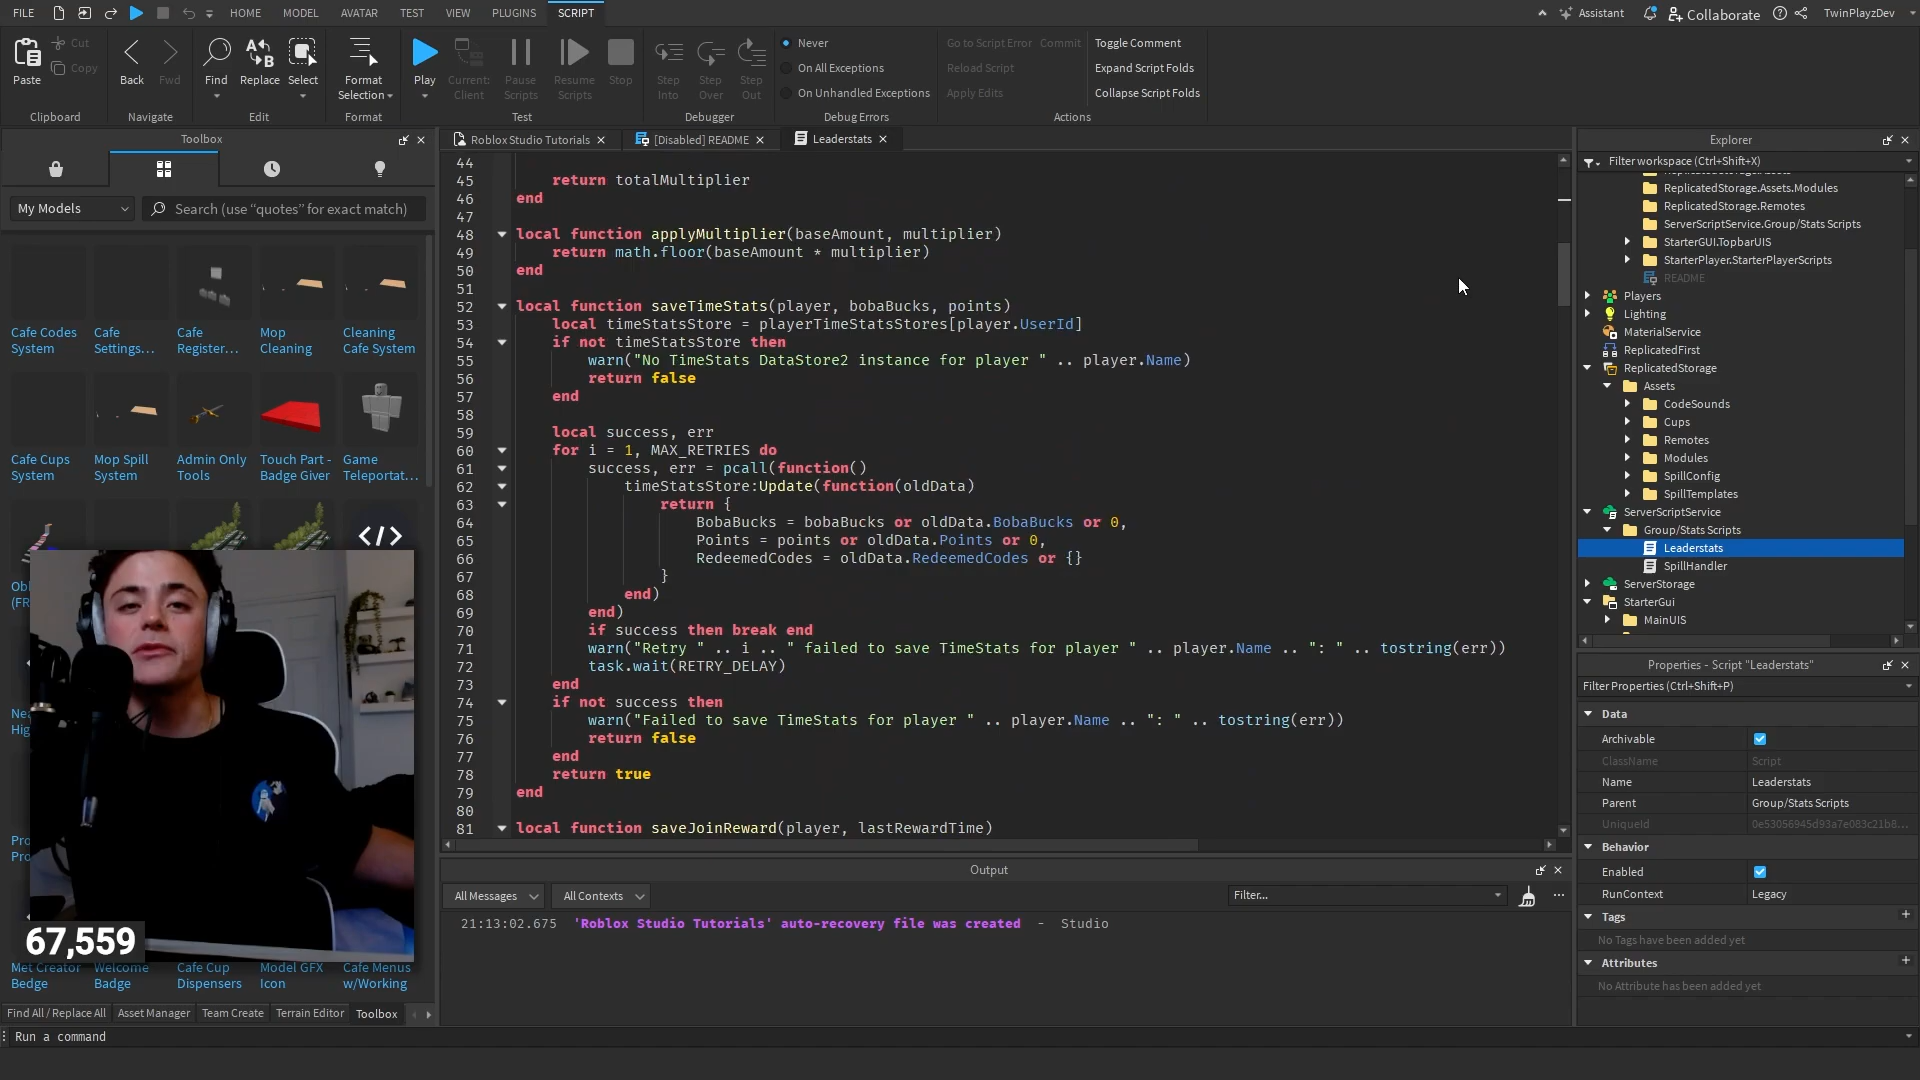 FILE HOME MODEL AVATAR TEST VIEW PLUGINS SCRIPT Assistant Collaborate TwinPlayzDev
Paste Cut Copy Back Fwd Find Replace Select Format Selection Play Current: Client Pause Scripts Resume Scripts Stop Step Into Step Over Step Out
Never
On All Exceptions
On Unhandled Exceptions
Go to Script Error Commit
Reload Script
Apply Edits
Toggle Comment
Expand Script Folds
Collapse Script Folds
Clipboard Navigate Edit Format Test Debugger Debug Errors Actions
Toolbox
My Models Search (use “quotes” for exact match)
Cafe Codes System
Cafe Settings...
Cafe Register...
Mop Cleaning
Cleaning Cafe System
Cafe Cups System
Mop Spill System
Admin Only Tools
Touch Part - Badge Giver
Game Teleportat...
67,559
Met Creator Bedge
Welcome Badge
Cafe Cup Dispensers
Model GFX Icon
Cafe Menus w/Working
Find All / Replace All Asset Manager Team Create Terrain Editor Toolbox
Run a command
Roblox Studio Tutorials [Disabled] README Leaderstats
44
45 return totalMultiplier
46 end
47
48 local function applyMultiplier(baseAmount, multiplier)
49 return math.floor(baseAmount * multiplier)
50 end
51
52 local function saveTimeStats(player, bobaBucks, points)
53 local timeStatsStore = playerTimeStatsStores[player.UserId]
54 if not timeStatsStore then
55 warn("No TimeStats DataStore2 instance for player " .. player.Name)
56 return false
57 end
58
59 local success, err
60 for i = 1, MAX_RETRIES do
61 success, err = pcall(function()
62 timeStatsStore:Update(function(oldData)
63 return {
64 BobaBucks = bobaBucks or oldData.BobaBucks or 0,
65 Points = points or oldData.Points or 0,
66 RedeemedCodes = oldData.RedeemedCodes or {}
67 }
68 end)
69 end)
70 if success then break end
71 warn("Retry " .. i .. " failed to save TimeStats for player " .. player.Name .. ": " .. tostring(err))
72 task.wait(RETRY_DELAY)
73 end
74 if not success then
75 warn("Failed to save TimeStats for player " .. player.Name .. ": " .. tostring(err))
76 return false
77 end
78 return true
79 end
80
81 local function saveJoinReward(player, lastRewardTime)
Output
All Messages All Contexts Filter...
21:13:02.675 'Roblox Studio Tutorials' auto-recovery file was created - Studio
Explorer
Filter workspace (Ctrl+Shift+X)
ReplicatedStorage.Assets.Modules
ReplicatedStorage.Remotes
ServerScriptService.Group/Stats Scripts
StarterGUI.TopbarUIS
StarterPlayer.StarterPlayerScripts
README
Players
Lighting
MaterialService
ReplicatedFirst
ReplicatedStorage
Assets
CodeSounds
Cups
Remotes
Modules
SpillConfig
SpillTemplates
ServerScriptService
Group/Stats Scripts
Leaderstats
SpillHandler
ServerStorage
StarterGui
MainUIS
Properties - Script "Leaderstats"
Filter Properties (Ctrl+Shift+P)
Data
Archivable
ClassName Script
Name Leaderstats
Parent Group/Stats Scripts
UniqueId 0e53056945d93a7e083c21b8...
Behavior
Enabled
RunContext Legacy
Tags
No Tags have been added yet
Attributes
No Attribute has been added yet